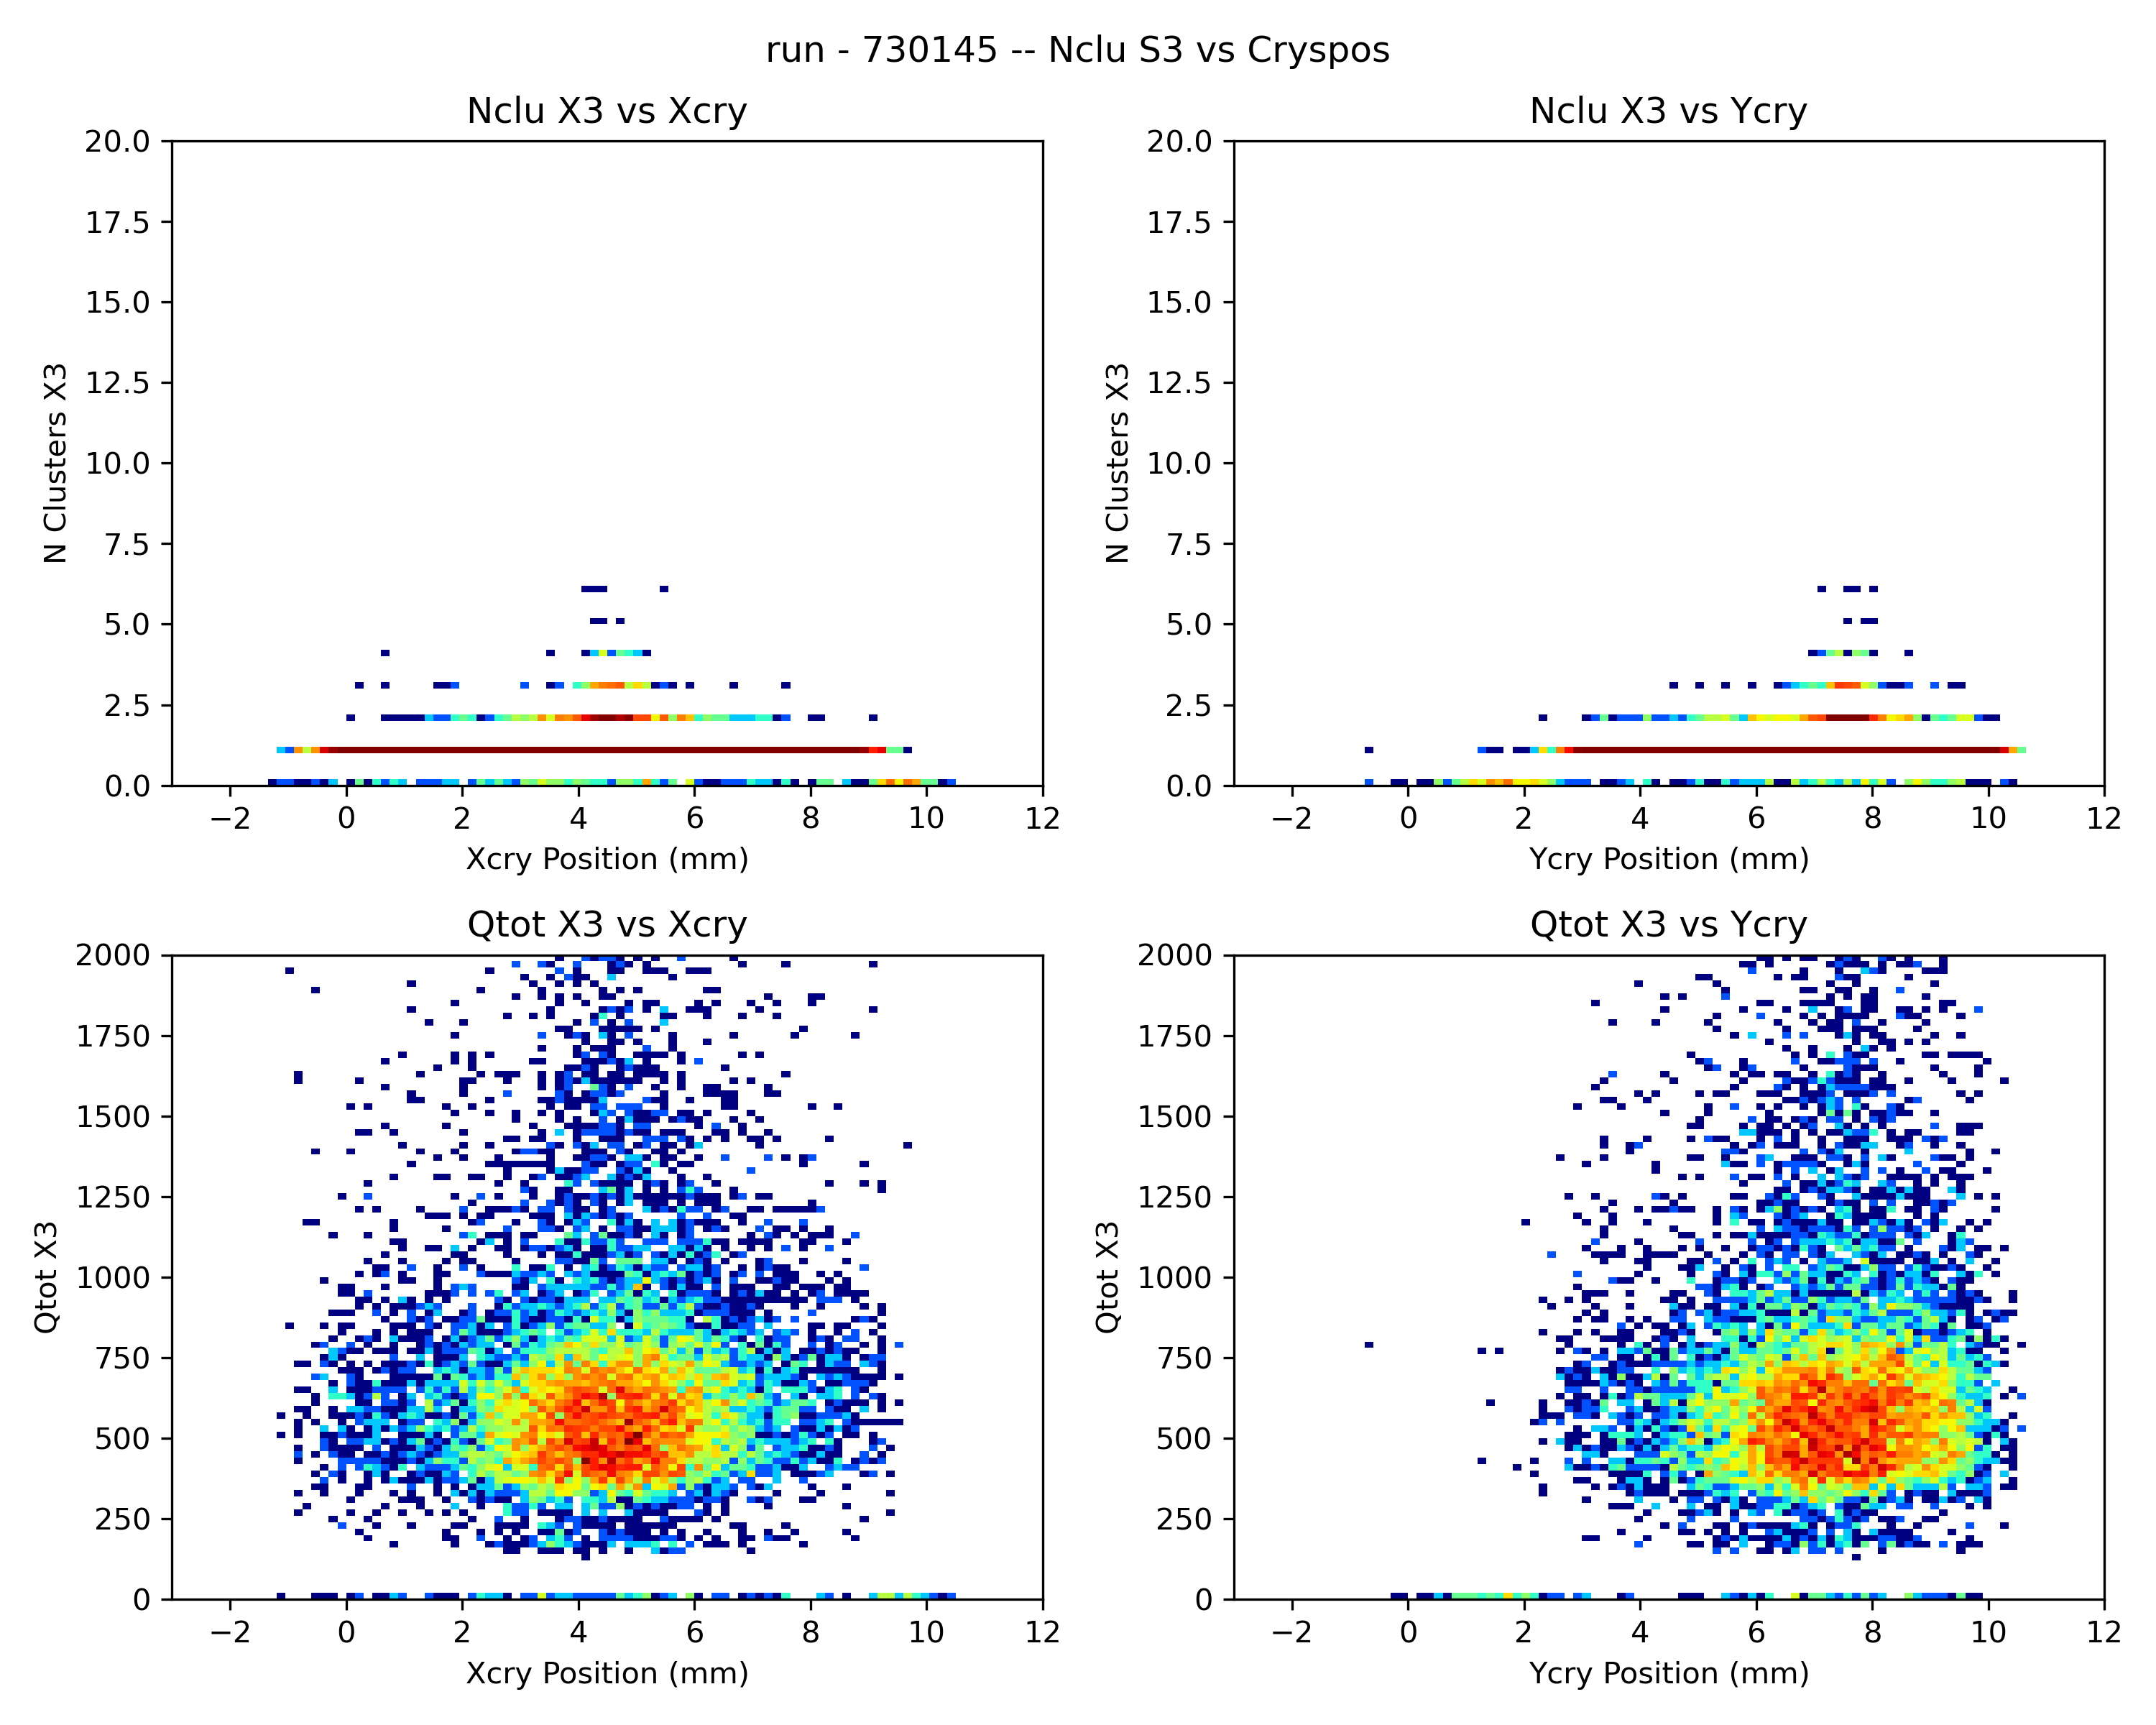 run - 730145 -- Nclu S3 vs Cryspos
Nclu X3 vs Xcry
20.0
17.5
15.0
12.5
10.0
7.5
5.0
2.5
0.0
N Clusters X3
−2 0 2 4 6 8 10 12
Xcry Position (mm)
Nclu X3 vs Ycry
20.0
17.5
15.0
12.5
10.0
7.5
5.0
2.5
0.0
N Clusters X3
−2 0 2 4 6 8 10 12
Ycry Position (mm)
Qtot X3 vs Xcry
2000
1750
1500
1250
1000
750
500
250
0
Qtot X3
−2 0 2 4 6 8 10 12
Xcry Position (mm)
Qtot X3 vs Ycry
2000
1750
1500
1250
1000
750
500
250
0
Qtot X3
−2 0 2 4 6 8 10 12
Ycry Position (mm)